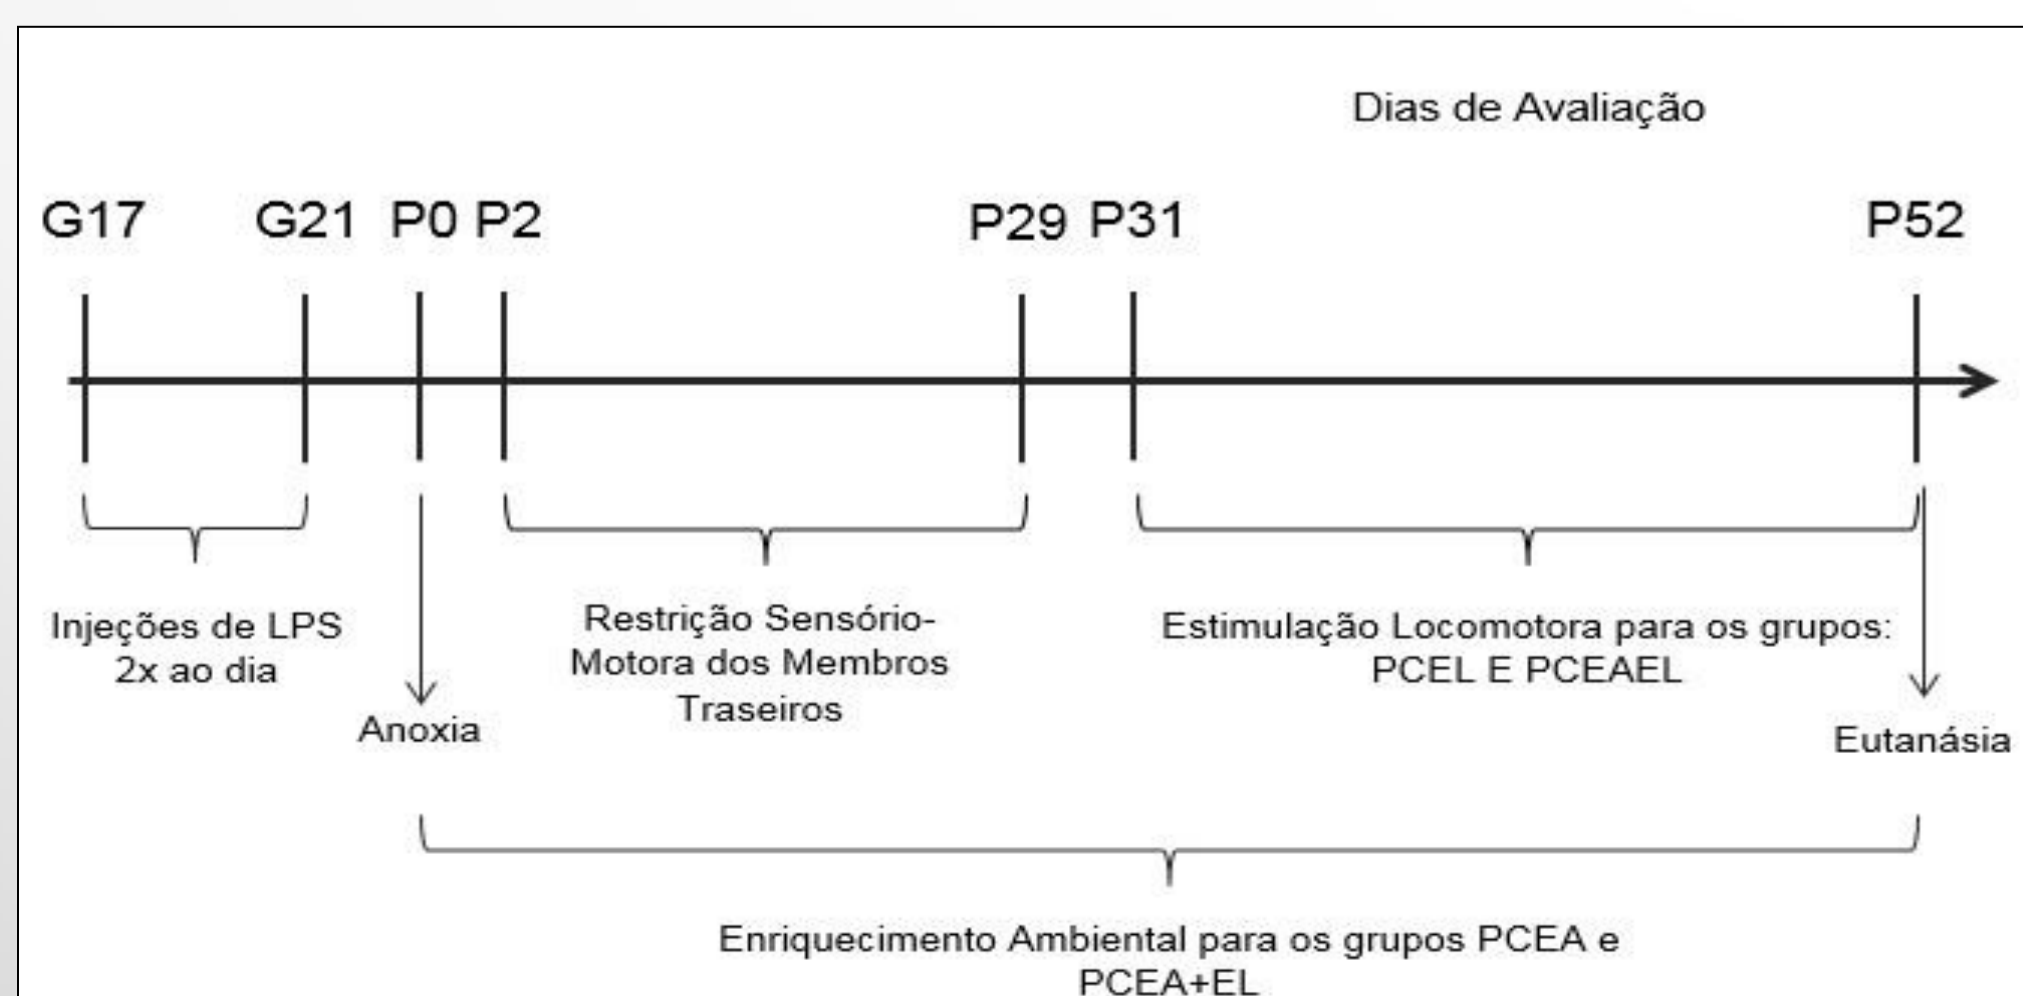 Dias de Avaliação
G17 G21 P0 P2 P29 P31 P52
Injeções de LPS
2x ao dia
Anoxia
Restrição Sensório-
Motora dos Membros
Traseiros
Estimulação Locomotora para os grupos:
PCEL E PCEAEL
Eutanásia
Enriquecimento Ambiental para os grupos PCEA e
PCEA+EL